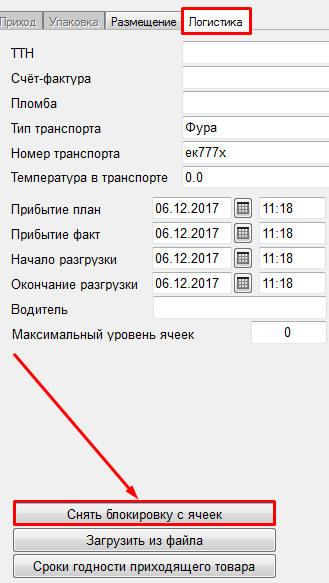 Приход Упаковка Размещение Логистика
ТТН
Счёт-фактура
Пломба
Тип транспорта Фура
Номер транспорта ек777х
Температура в транспорте 0.0
Прибытие план 06.12.2017 11:18
Прибытие факт 06.12.2017 11:18
Начало разгрузки 06.12.2017 11:18
Окончание разгрузки 06.12.2017 11:18
Водитель
Максимальный уровень ячеек 0
Снять блокировку с ячеек
Загрузить из файла
Сроки годности приходящего товара